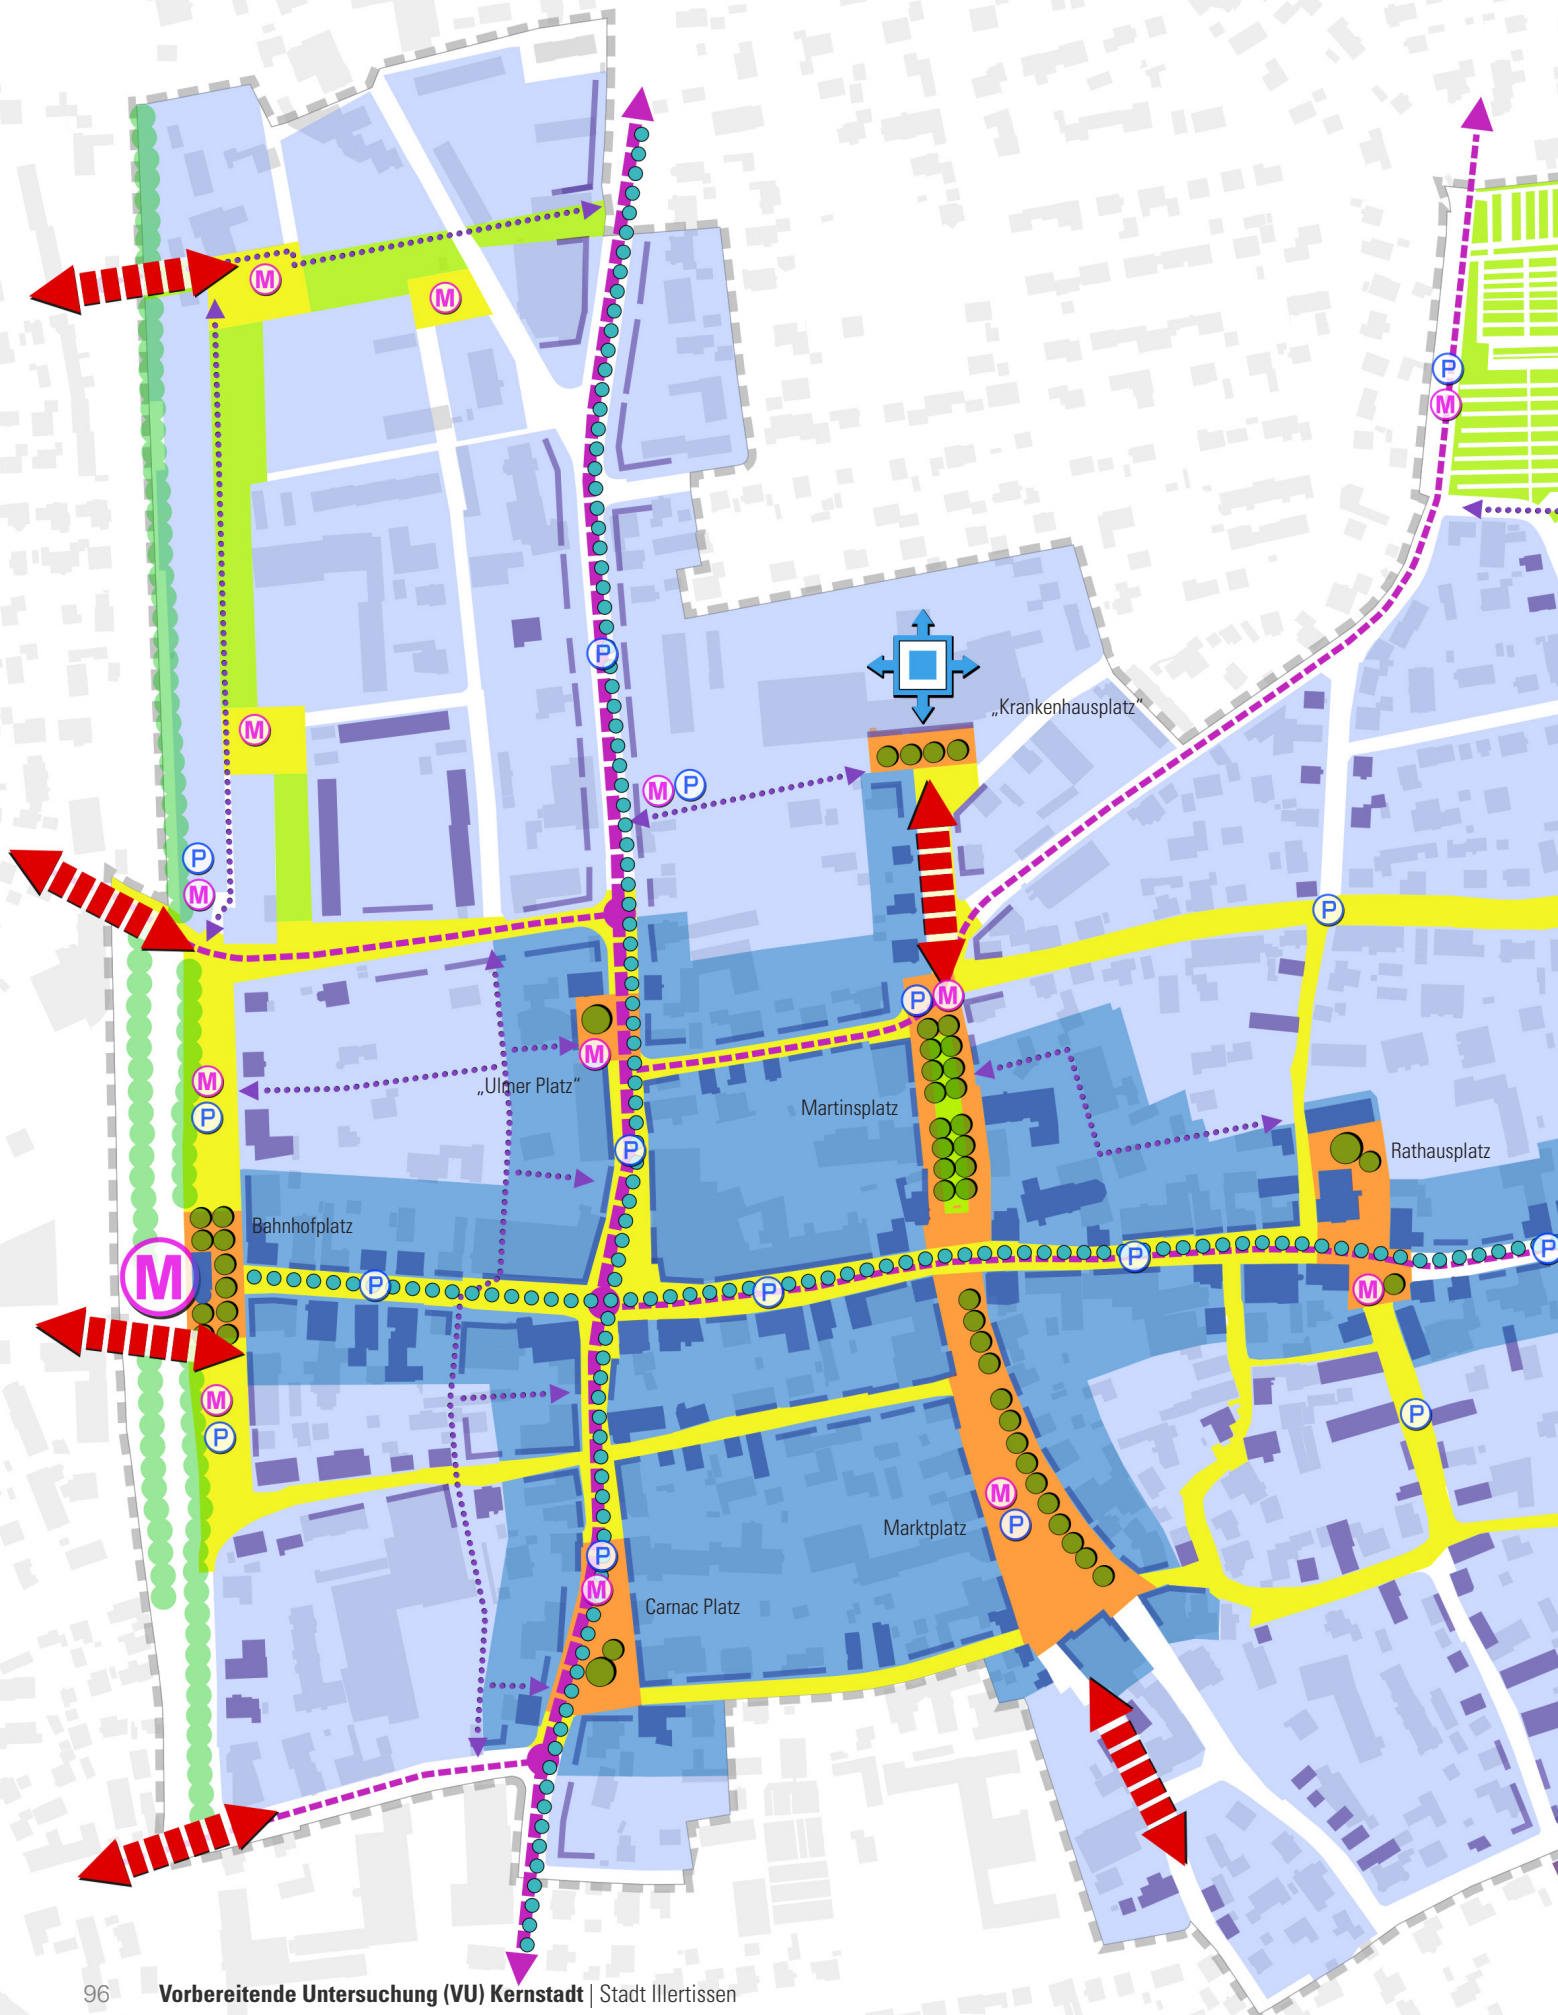 M
M
P
M
P
„Krankenhausplatz“
M
M
P
P
M
P
P
M
M
„Ulmer Platz“
M
P
Martinsplatz
P
Rathausplatz
Bahnhofplatz
M
P
P
P
P
M
M
P
P
M
P
Marktplatz
P
M
Carnac Platz
96 Vorbereitende Untersuchung (VU) Kernstadt | Stadt Illertissen